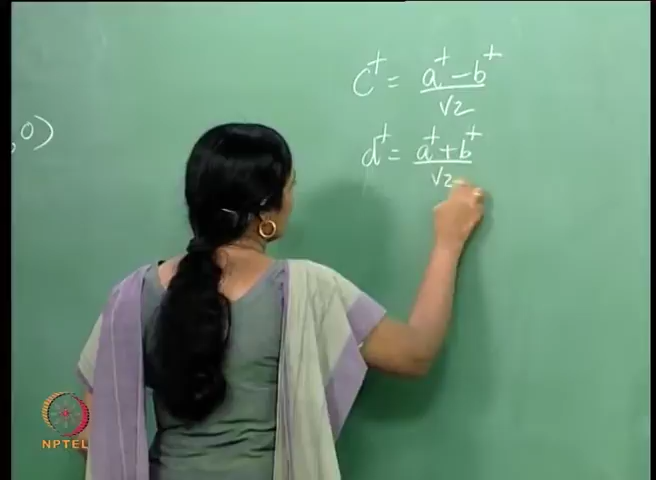 c† = a† − b† / √2
d† = a† + b† / √2
, 0)
NPTEL